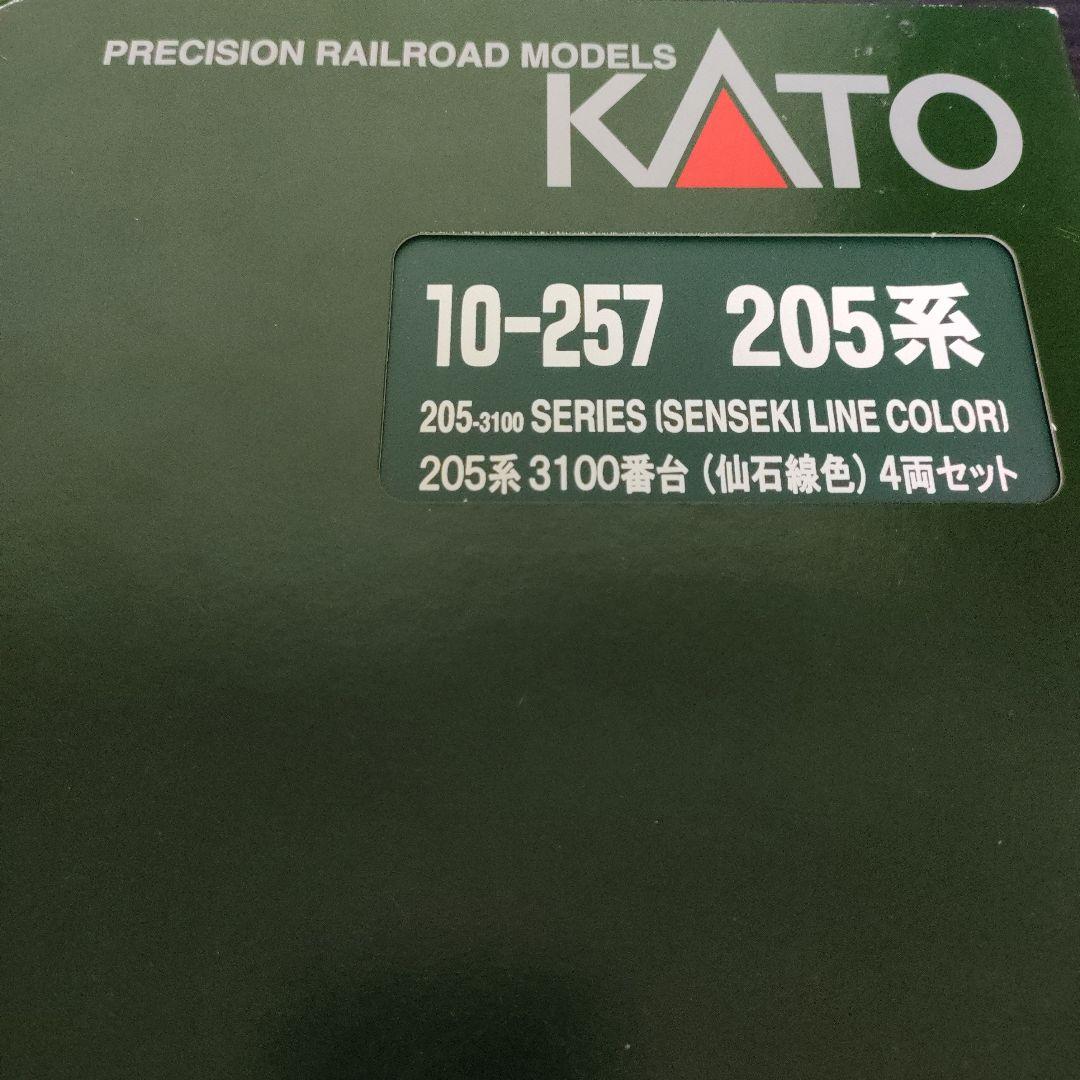 PRECISION RAILROAD MODELS
KATO
10-257 205系
205-3100 SERIES (SENSEKI LINE COLOR)
205系 3100番台 (仙石線色) 4両セット